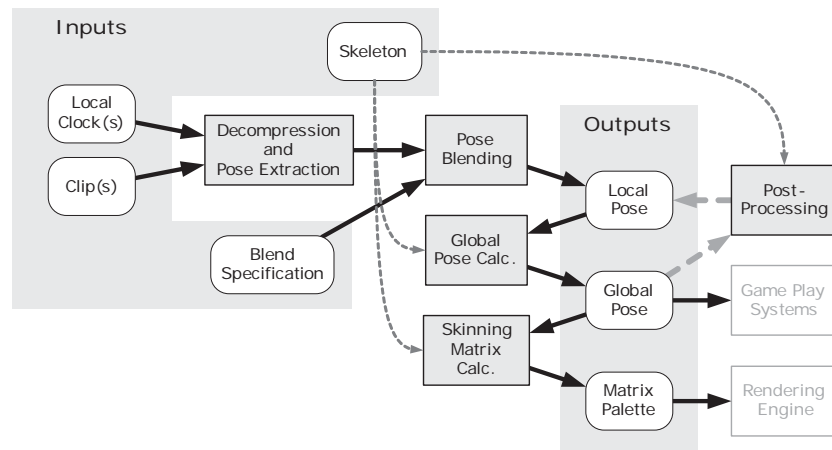 Inputs
Skeleton
Local
Clock(s)
Clip(s)
Decompression
and
Pose Extraction
Blend
Specification
Pose
Blending
Global
Pose Calc.
Skinning
Matrix
Calc.
Outputs
Local
Pose
Global
Pose
Matrix
Palette
Post-
Processing
Game Play
Systems
Rendering
Engine